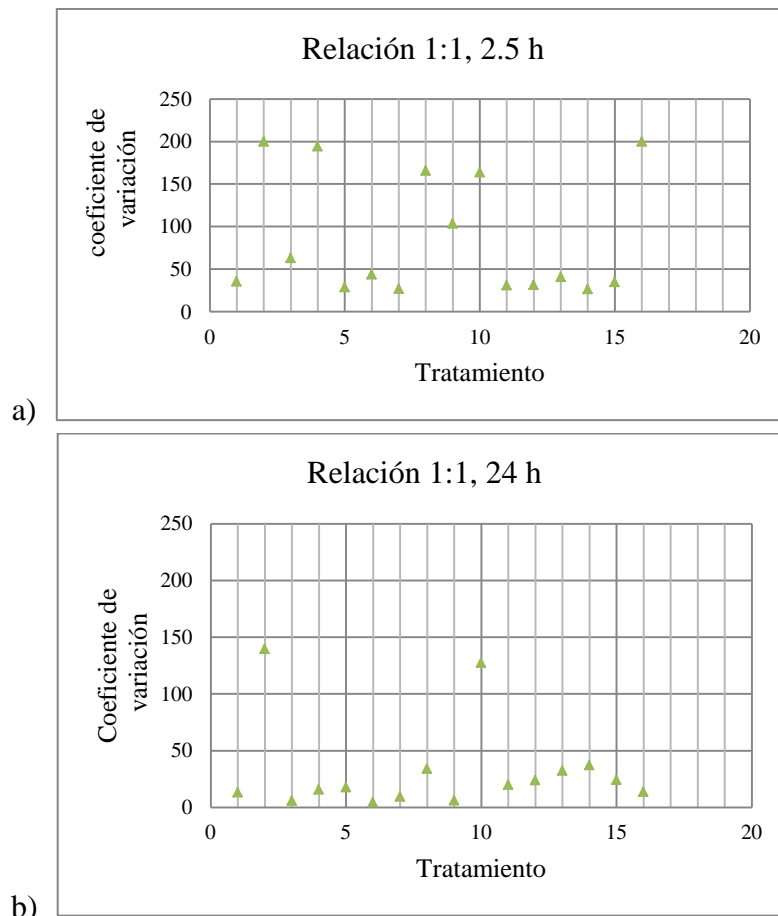 Relación 1:1, 2.5 h
coeficiente de
variación
250
200
150
100
50
0
0 5 10 15 20
Tratamiento
a)
Relación 1:1, 24 h
Coeficiente de
variación
250
200
150
100
50
0
0 5 10 15 20
Tratamiento
b)